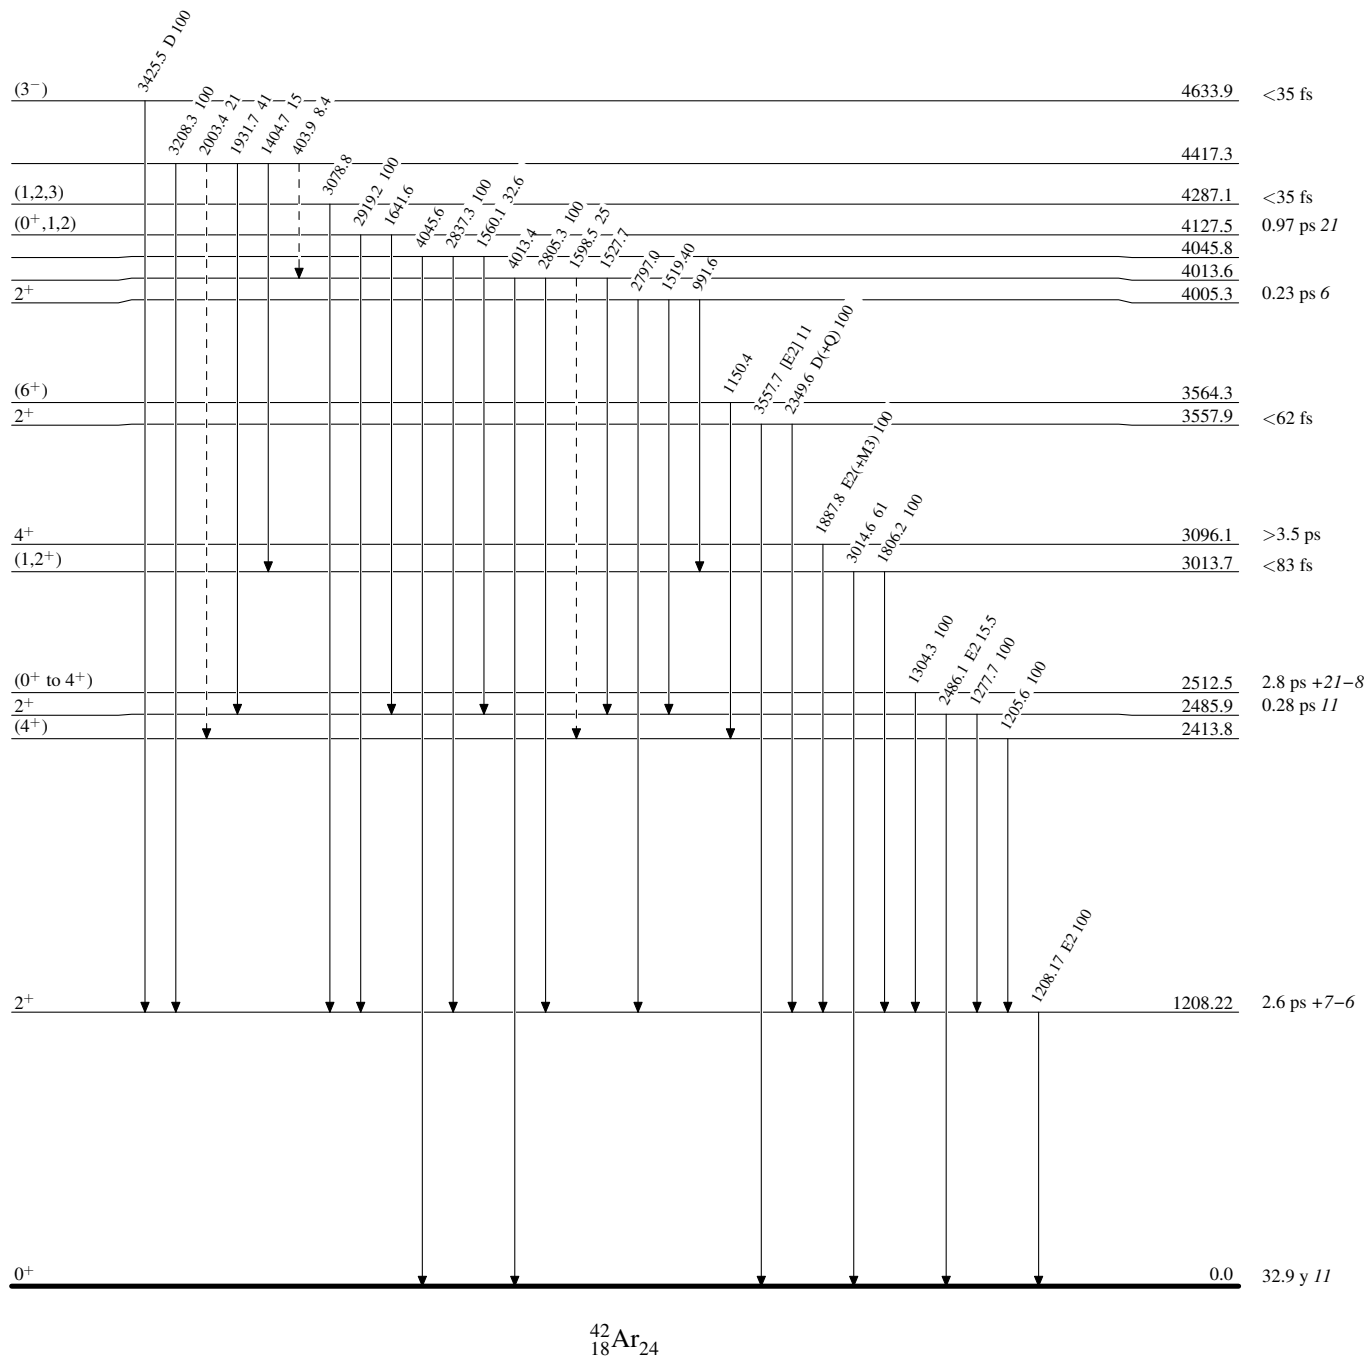 3425.5 D 100
(3−) 4633.9 <35 fs
3208.3 100
2003.4 21
1931.7 41
1404.7 15
403.9 8.4
4417.3
3078.8
(1,2,3) 4287.1 <35 fs
2919.2 100
1641.6
(0+,1,2) 4127.5 0.97 ps 21
4045.6
2837.3 100
1560.1 32.6
4045.8
4013.4
2805.3 100
1598.5 25
1527.7
4013.6
2797.0
1519.40
991.6
2+ 4005.3 0.23 ps 6
1150.4
(6+) 3564.3
3557.7 [E2] 11
2349.6 D(+Q) 100
2+ 3557.9 <62 fs
1887.8 E2(+M3) 100
4+ 3096.1 >3.5 ps
3014.6 61
1806.2 100
(1,2+) 3013.7 <83 fs
1304.3 100
(0+ to 4+) 2512.5 2.8 ps +21−8
2486.1 E2 15.5
1277.7 100
2+ 2485.9 0.28 ps 11
1205.6 100
(4+) 2413.8
1208.17 E2 100
2+ 1208.22 2.6 ps +7−6
0+ 0.0 32.9 y 11
42
18Ar24